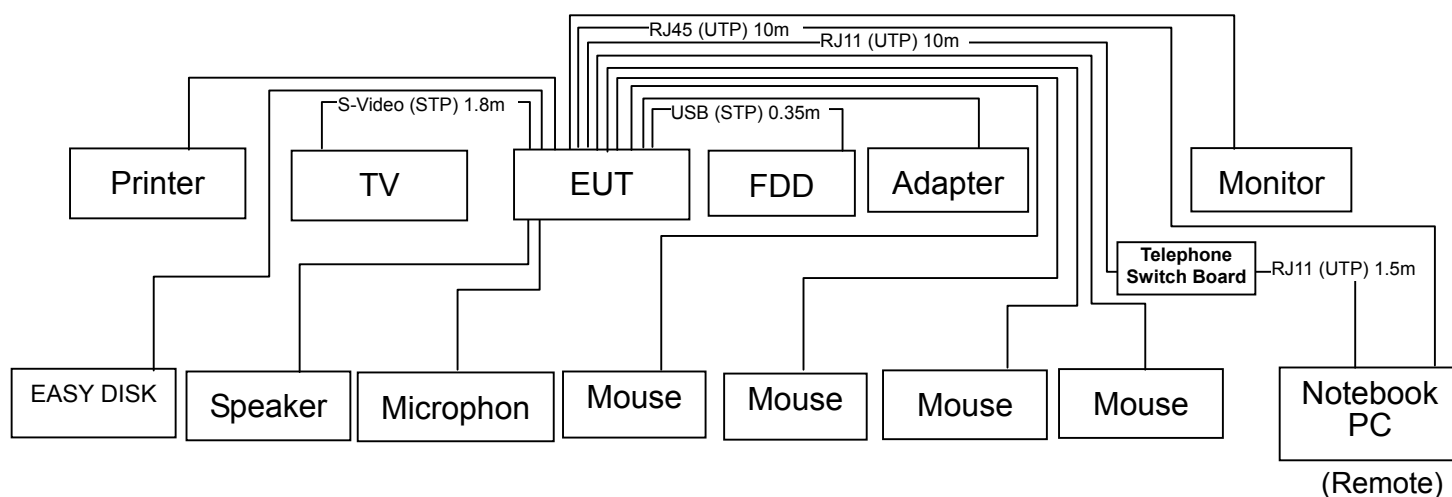 RJ45 (UTP) 10m
RJ11 (UTP) 10m
S-Video (STP) 1.8m
USB (STP) 0.35m
Printer
TV
EUT
FDD
Adapter
Monitor
Telephone
Switch Board
RJ11 (UTP) 1.5m
EASY DISK
Speaker
Microphon
Mouse
Mouse
Mouse
Mouse
Notebook
PC
(Remote)